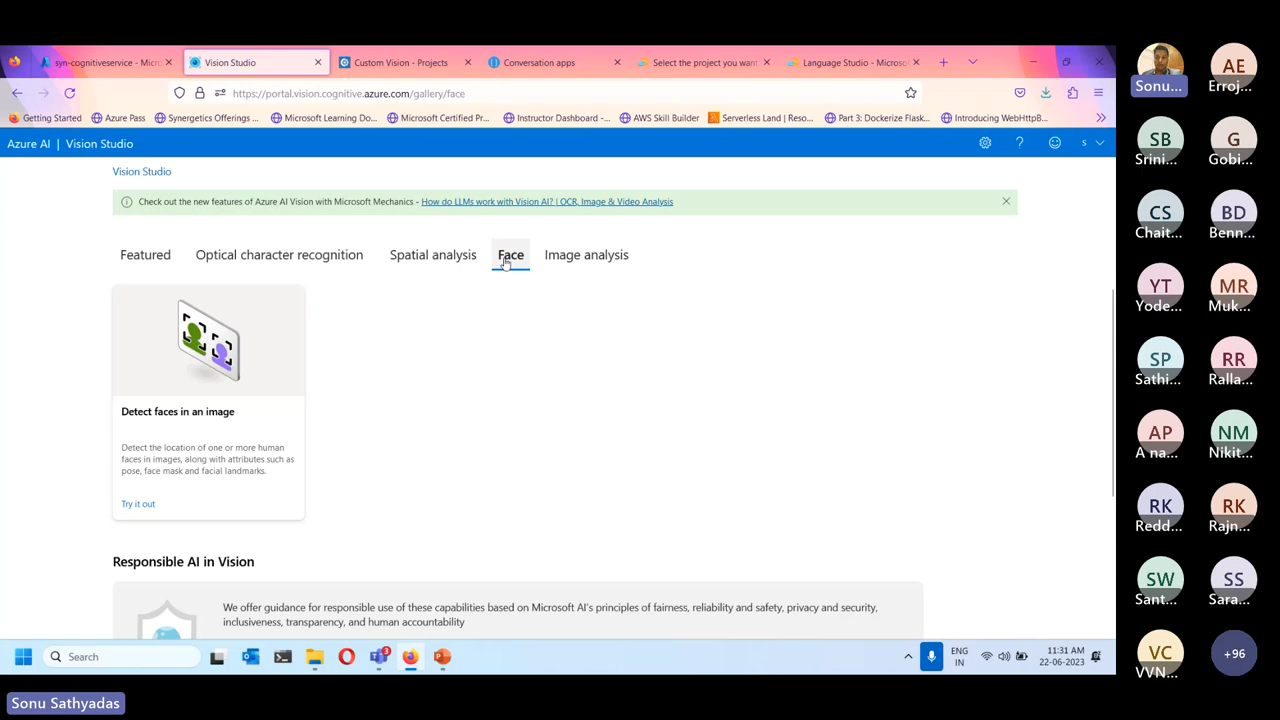 syn-cognitiveservice - Micro
Vision Studio
Custom Vision - Projects
Conversation apps
Select the project you want
Language Studio - Microsof
https://portal.vision.cognitive.azure.com/gallery/face
Getting Started
Azure Pass
Synergetics Offerings ...
Microsoft Learning Do...
Microsoft Certified Pr...
Instructor Dashboard -...
AWS Skill Builder
Serverless Land | Reso...
Part 3: Dockerize Flask...
Introducing WebHttpB...
Azure AI | Vision Studio
s
Vision Studio
Check out the new features of Azure AI Vision with Microsoft Mechanics - How do LLMs work with Vision AI? | OCR, Image & Video Analysis
Featured
Optical character recognition
Spatial analysis
Face
Image analysis
Detect faces in an image
Detect the location of one or more human
faces in images, along with attributes such as
pose, face mask and facial landmarks.
Try it out
Responsible AI in Vision
We offer guidance for responsible use of these capabilities based on Microsoft AI's principles of fairness, reliability and safety, privacy and security,
inclusiveness, transparency, and human accountability
Search
3
ENG
IN
11:31 AM
22-06-2023
Sonu Sathyadas
Sonu...
AE
Erroj...
SB
Srini...
G
Gobi...
CS
Chait...
BD
Benn...
YT
Yode...
MR
Muk...
SP
Sathi...
RR
Ralla...
AP
A na...
NM
Nikit...
RK
Redd...
RK
Rajn...
SW
Sant...
SS
Sara...
VC
VVN...
+96